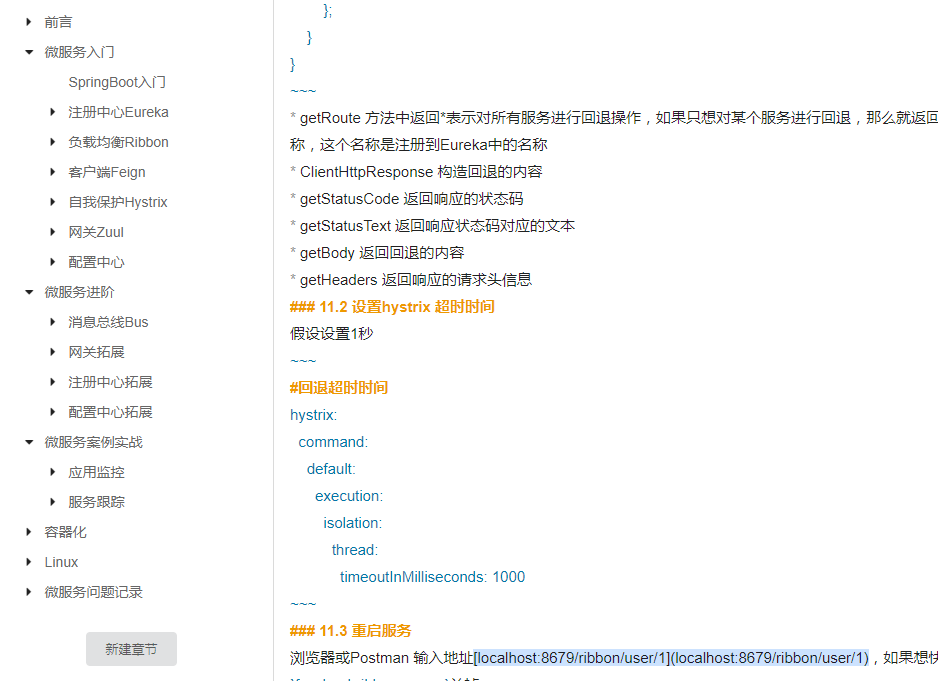 前言
微服务入门
SpringBoot入门
注册中心Eureka
负载均衡Ribbon
客户端Feign
自我保护Hystrix
网关Zuul
配置中心
微服务进阶
消息总线Bus
网关拓展
注册中心拓展
配置中心拓展
微服务案例实战
应用监控
服务跟踪
容器化
Linux
微服务问题记录
新建章节
};
}
}
~~~
* getRoute 方法中返回*表示对所有服务进行回退操作，如果只想对某个服务进行回退，那么就返回
称，这个名称是注册到Eureka中的名称
* ClientHttpResponse 构造回退的内容
* getStatusCode 返回响应的状态码
* getStatusText 返回响应状态码对应的文本
* getBody 返回回退的内容
* getHeaders 返回响应的请求头信息
### 11.2 设置hystrix 超时时间
假设设置1秒
~~~
#回退超时时间
hystrix:
command:
default:
execution:
isolation:
thread:
timeoutInMilliseconds: 1000
~~~
### 11.3 重启服务
浏览器或Postman 输入地址[localhost:8679/ribbon/user/1](localhost:8679/ribbon/user/1)，如果想快